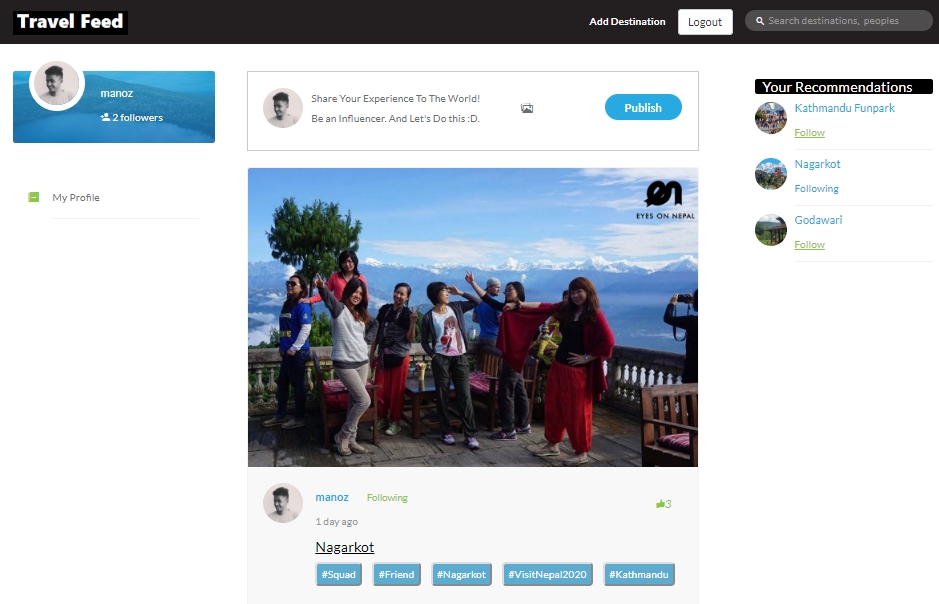 Travel Feed
Add Destination
Logout
Search destinations, peoples
manoz
2 followers
My Profile
Share Your Experience To The World!
Be an Influencer. And Let's Do this :D.
Publish
EYES ON NEPAL
manoz Following
3
1 day ago
Nagarkot
#Squad #Friend #Nagarkot #VisitNepal2020 #Kathmandu
Your Recommendations
Kathmandu Funpark
Follow
Nagarkot
Following
Godawari
Follow